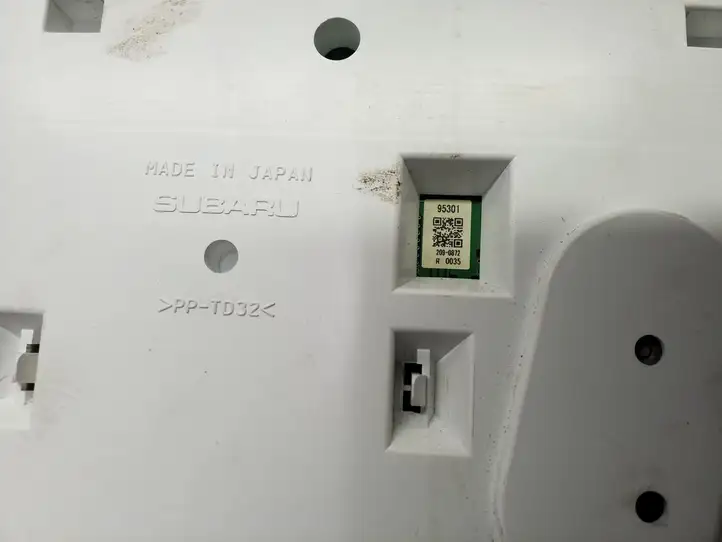 MADE IN JAPAN
SUBARU
>PP-TD32<
95301
208-0872
R 0035